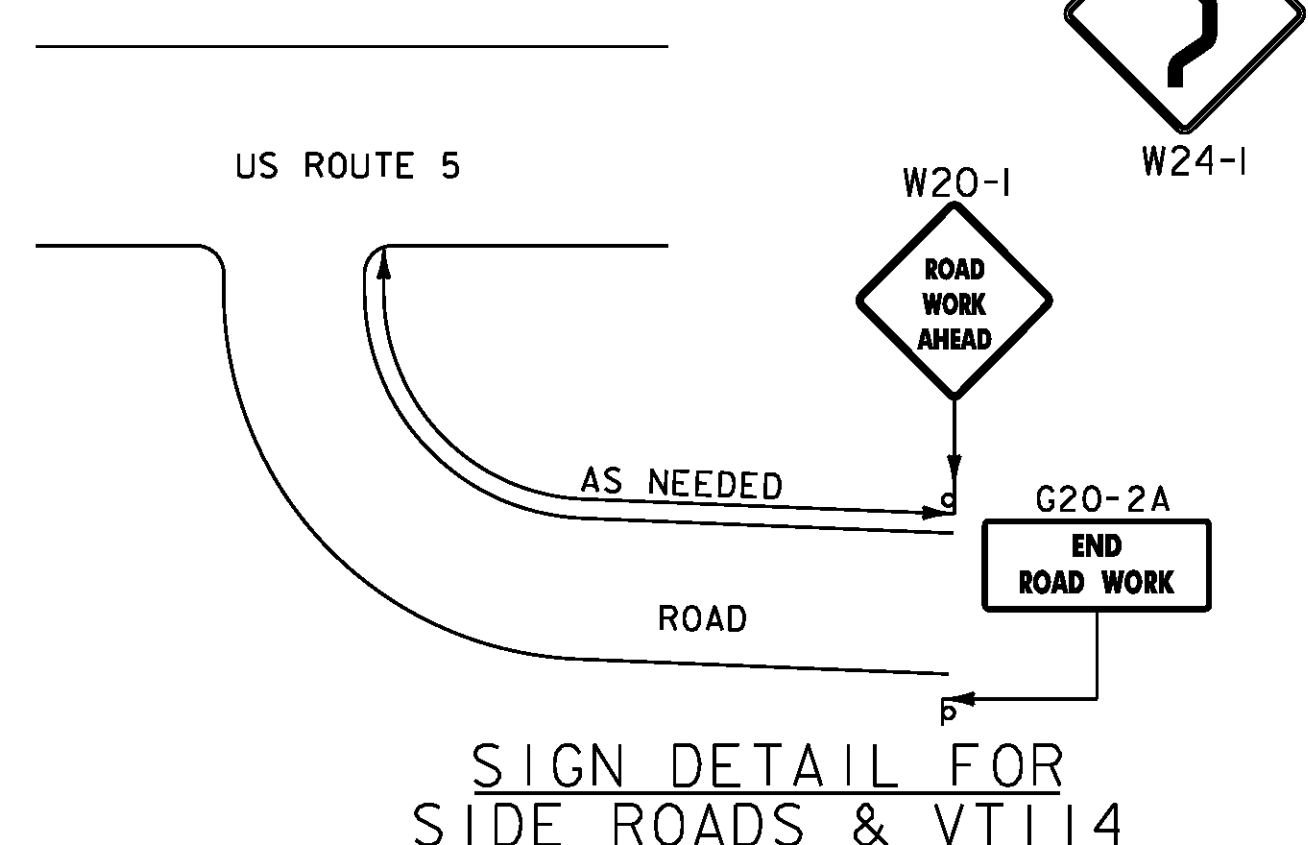 US ROUTE 5
W24-1
W20-1
ROAD
WORK
AHEAD
AS NEEDED
G20-2A
END
ROAD WORK
ROAD
SIGN DETAIL FOR
SIDE ROADS & VT114